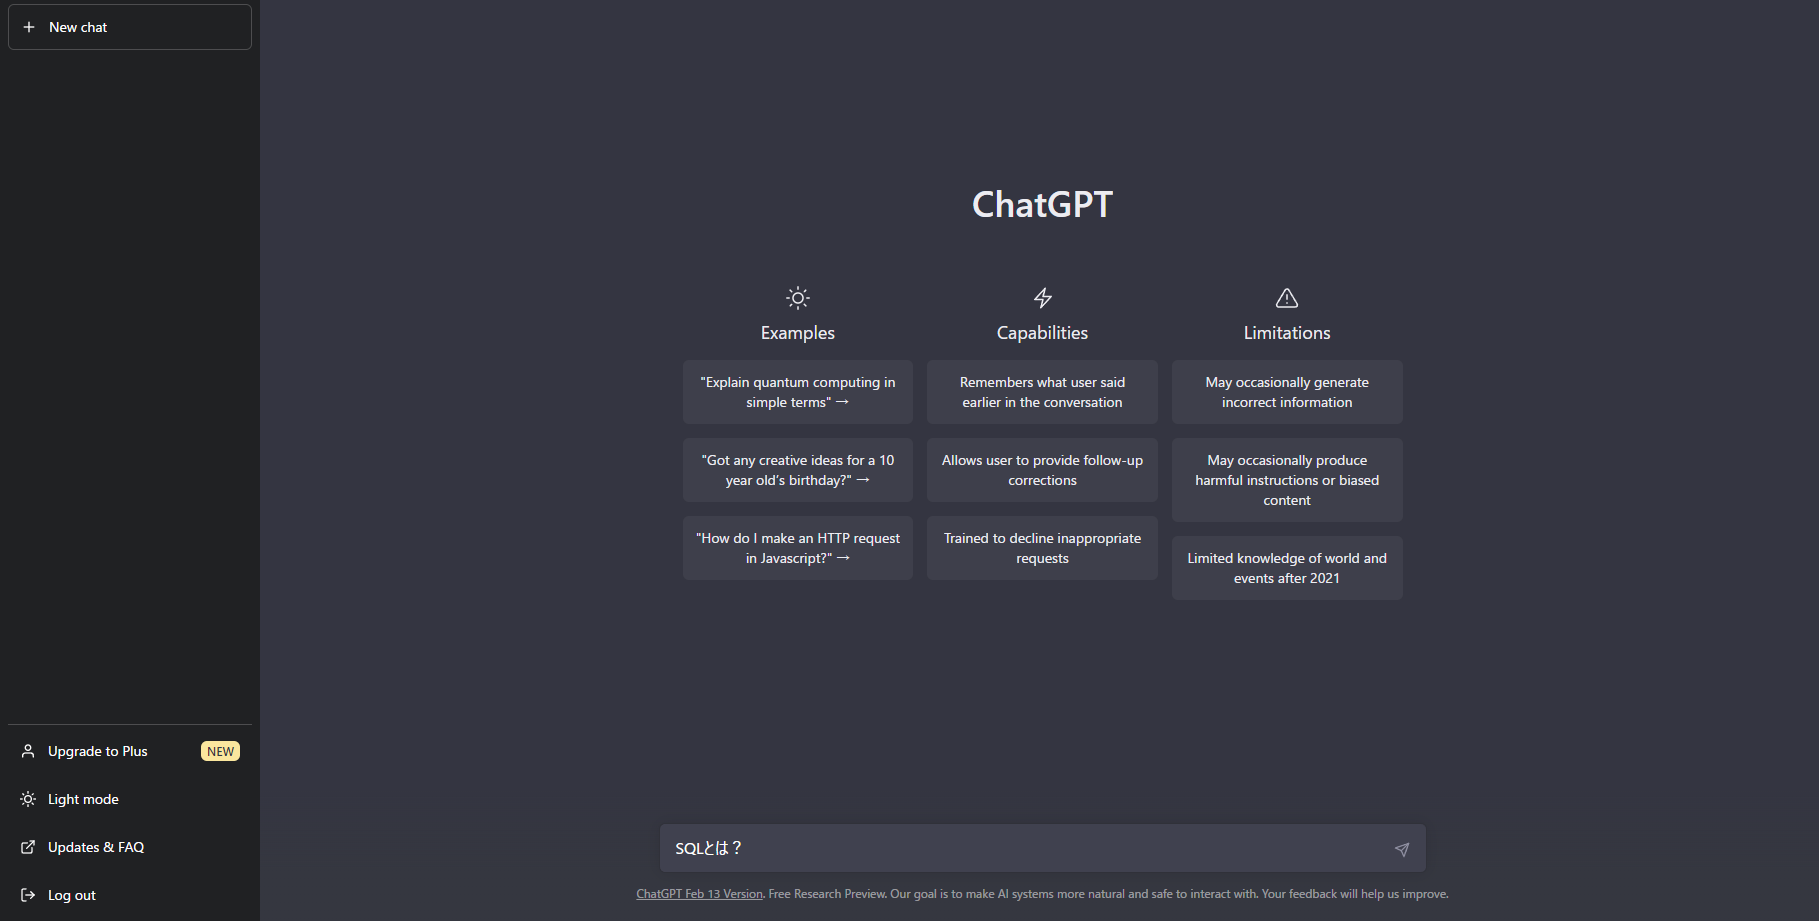 New chat
ChatGPT
Examples
"Explain quantum computing in
simple terms" →
"Got any creative ideas for a 10
year old's birthday?" →
"How do I make an HTTP request
in Javascript?" →
Capabilities
Remembers what user said
earlier in the conversation
Allows user to provide follow-up
corrections
Trained to decline inappropriate
requests
Limitations
May occasionally generate
incorrect information
May occasionally produce
harmful instructions or biased
content
Limited knowledge of world and
events after 2021
Upgrade to Plus NEW
Light mode
Updates & FAQ
Log out
SQLとは？
ChatGPT Feb 13 Version. Free Research Preview. Our goal is to make AI systems more natural and safe to interact with. Your feedback will help us improve.